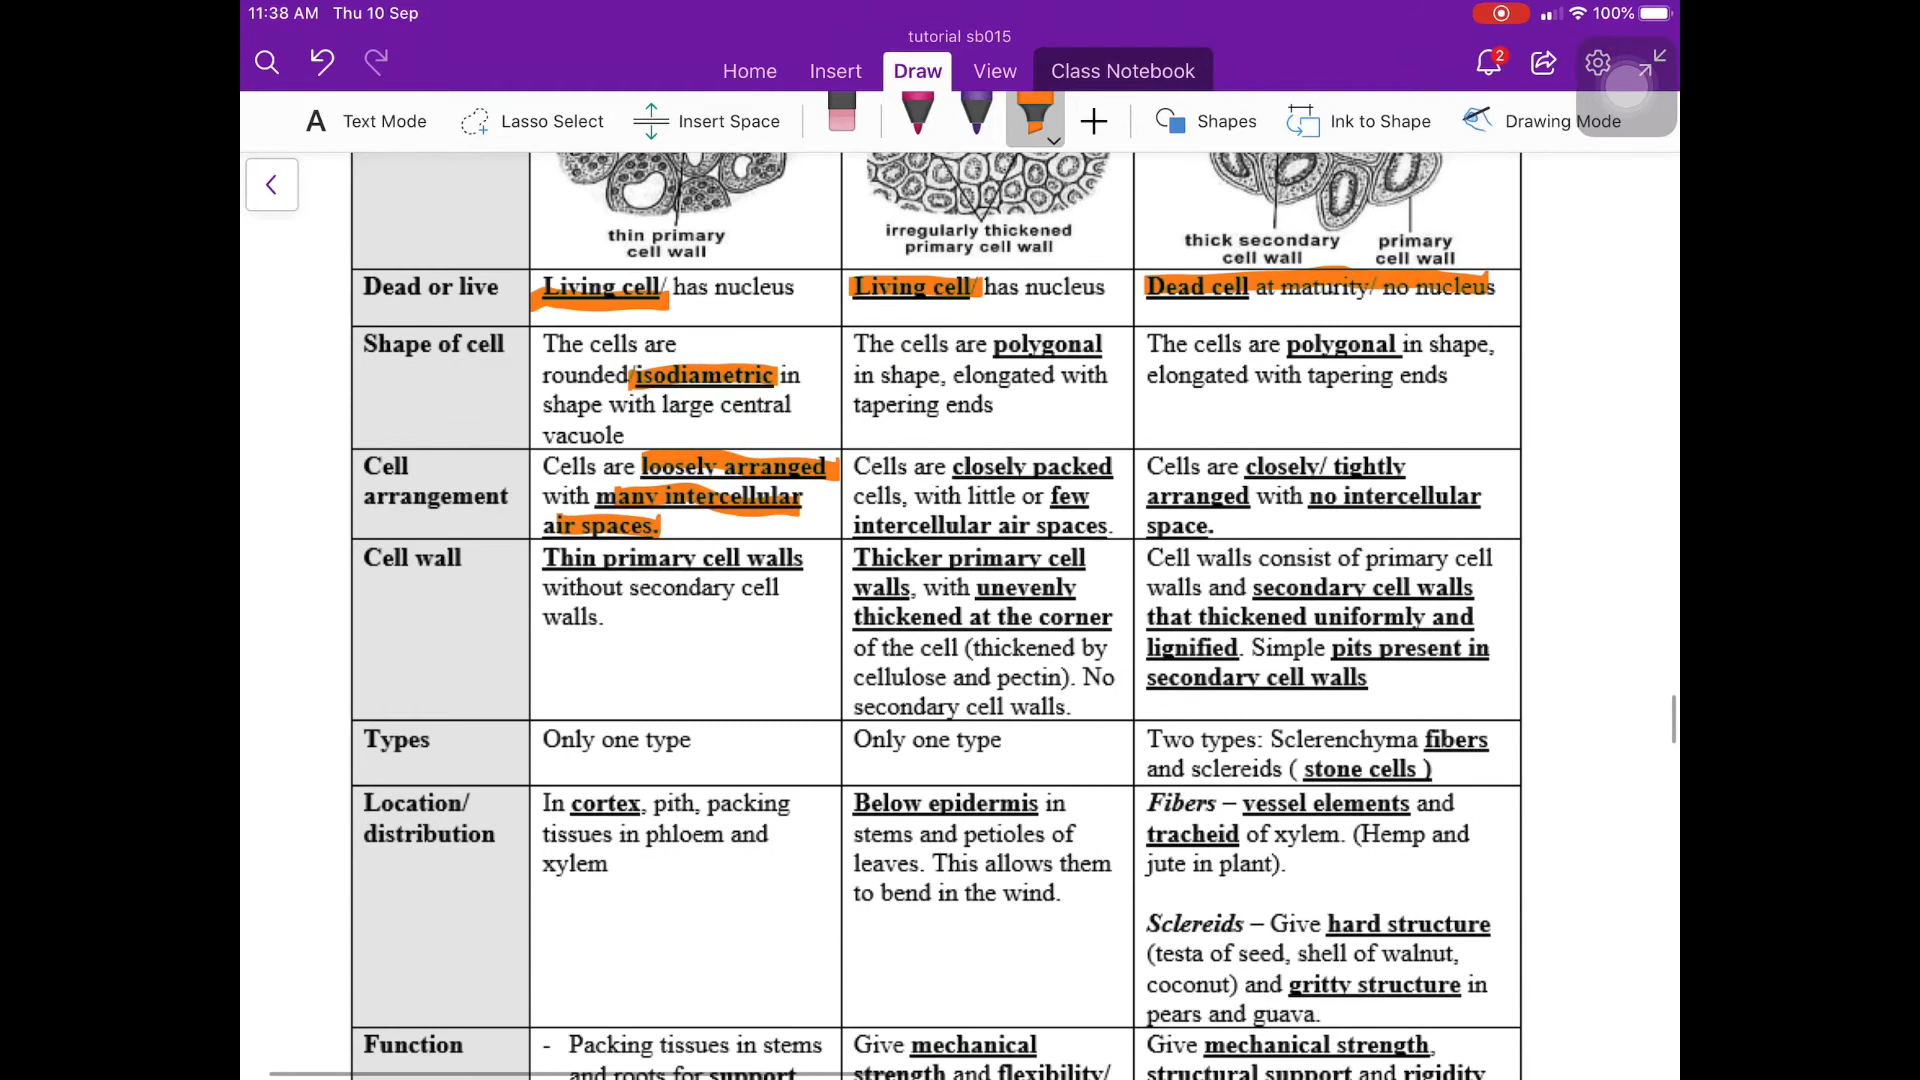 11:38 AM Thu 10 Sep
100%
tutorial sb015
Home Insert Draw View Class Notebook
2
A Text Mode Lasso Select Insert Space Shapes Ink to Shape Drawing Mode
thin primary
cell wall
irregularly thickened
primary cell wall
thick secondary
cell wall
primary
cell wall
Dead or live
Living cell/ has nucleus
Living cell/ has nucleus
Dead cell at maturity/ no nucleus
Shape of cell
The cells are
rounded/isodiametric in
shape with large central
vacuole
The cells are polygonal
in shape, elongated with
tapering ends
The cells are polygonal in shape,
elongated with tapering ends
Cell
arrangement
Cells are loosely arranged
with many intercellular
air spaces.
Cells are closely packed
cells, with little or few
intercellular air spaces.
Cells are closely/ tightly
arranged with no intercellular
space.
Cell wall
Thin primary cell walls
without secondary cell
walls.
Thicker primary cell
walls, with unevenly
thickened at the corner
of the cell (thickened by
cellulose and pectin). No
secondary cell walls.
Cell walls consist of primary cell
walls and secondary cell walls
that thickened uniformly and
lignified. Simple pits present in
secondary cell walls
Types
Only one type
Only one type
Two types: Sclerenchyma fibers
and sclereids ( stone cells )
Location/
distribution
In cortex, pith, packing
tissues in phloem and
xylem
Below epidermis in
stems and petioles of
leaves. This allows them
to bend in the wind.
Fibers – vessel elements and
tracheid of xylem. (Hemp and
jute in plant).
Sclereids – Give hard structure
(testa of seed, shell of walnut,
coconut) and gritty structure in
pears and guava.
Function
- Packing tissues in stems
and roots for support
Give mechanical
strength and flexibility/
Give mechanical strength,
structural support and rigidity